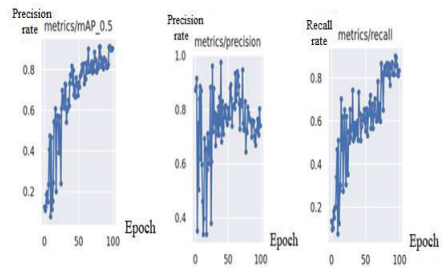 Precision
rate
metrics/mAP_0.5
0.8
0.6
0.4
0.2
0
50
100
Epoch
Precision
rate
metrics/precision
1.0
0.8
0.6
0.4
0
50
100
Epoch
Recall
rate
metrics/recall
0.8
0.6
0.4
0.2
0
50
100
Epoch